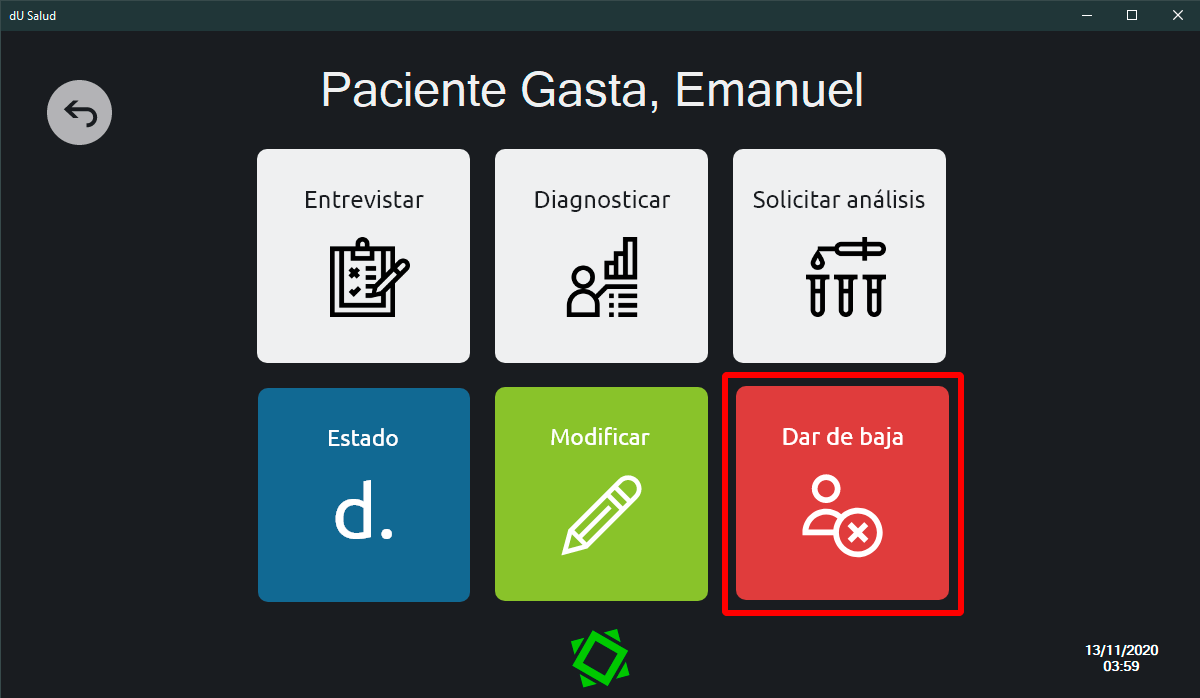 dU Salud
Paciente Gasta, Emanuel
Entrevistar
Diagnosticar
Solicitar análisis
Estado
d.
Modificar
Dar de baja
13/11/2020
03:59